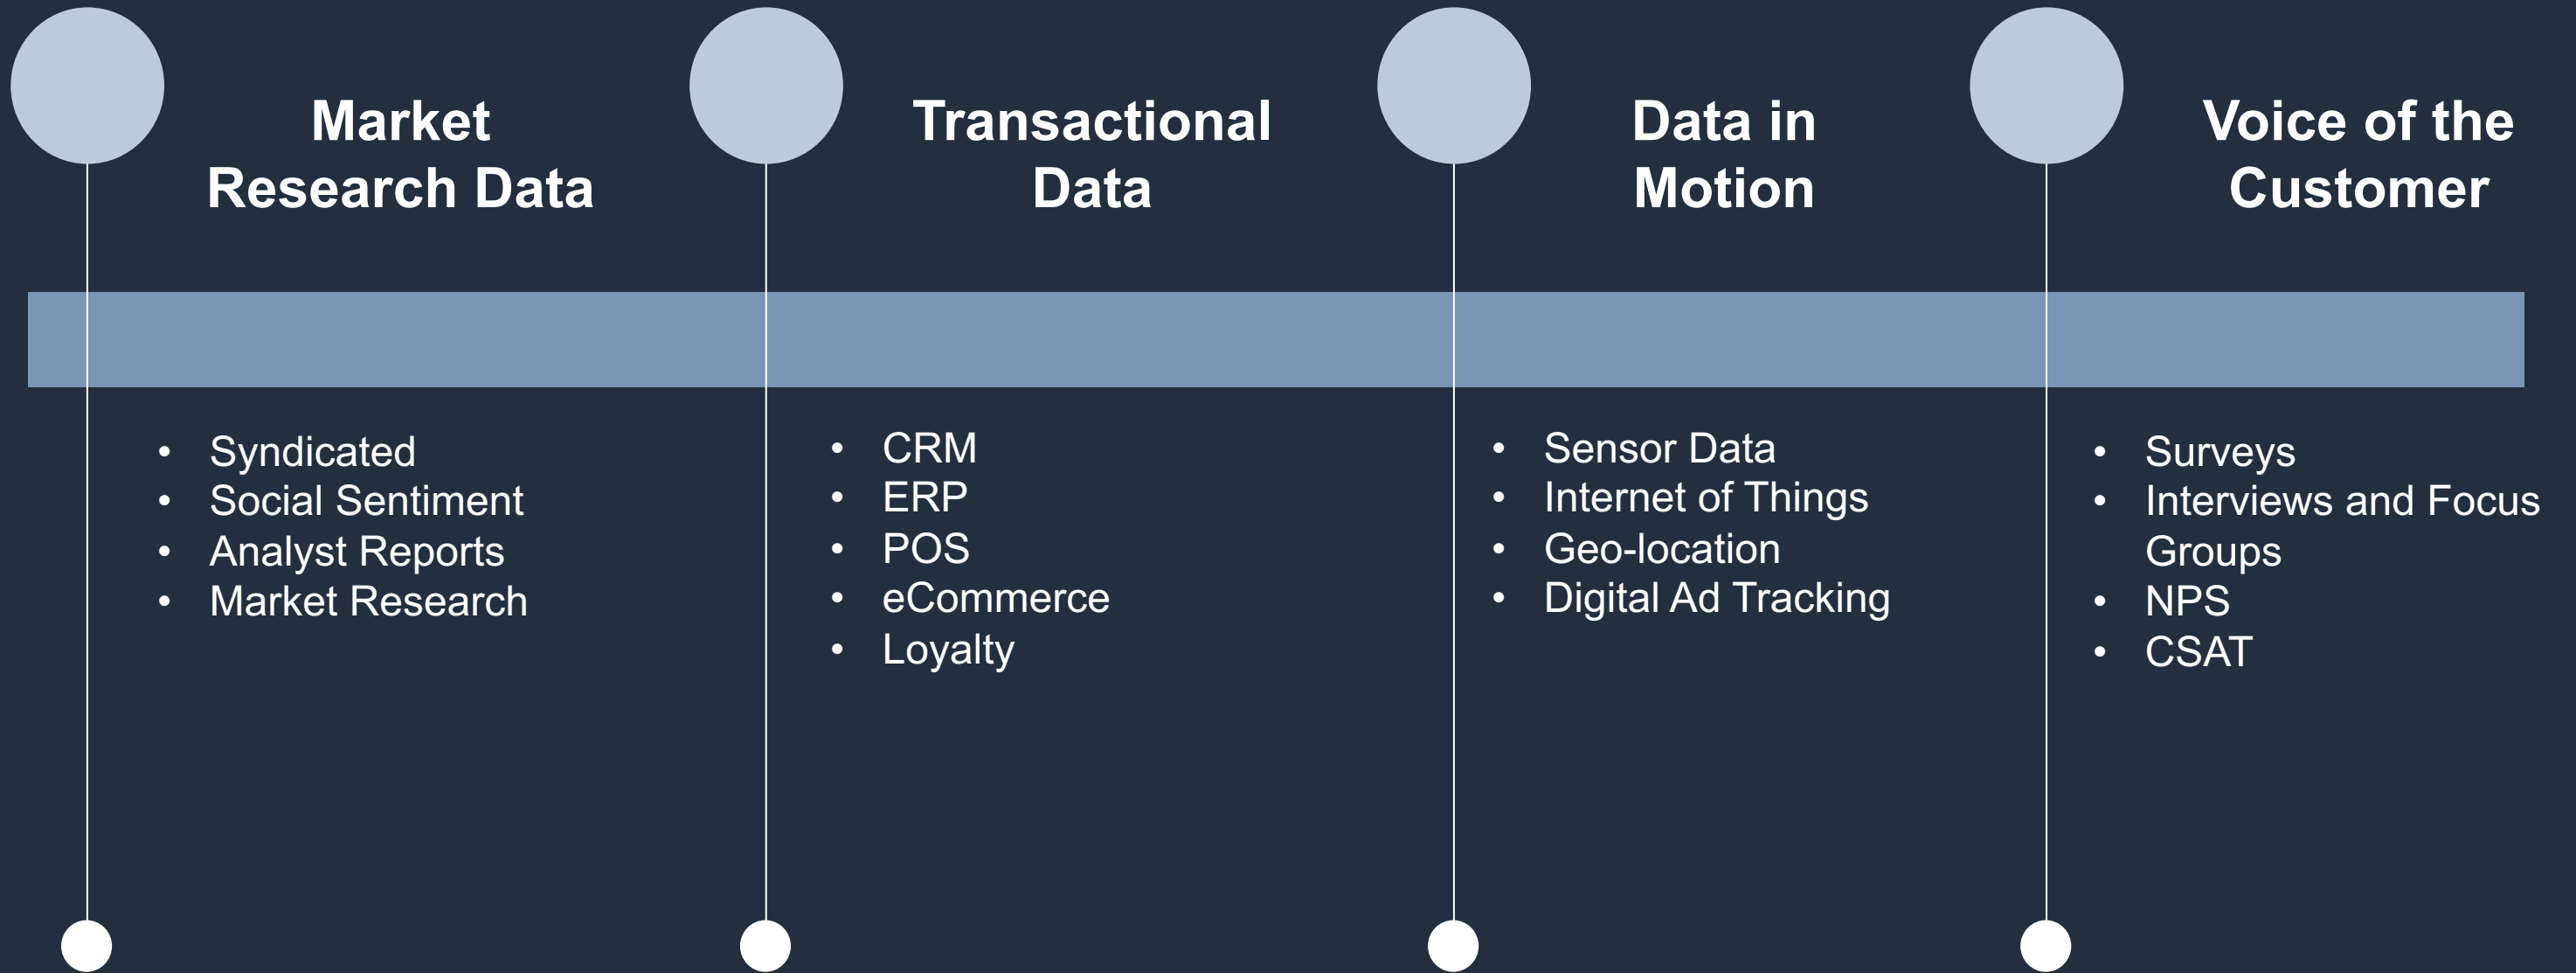 Market
Research Data
• Syndicated
• Social Sentiment
• Analyst Reports
• Market Research
Transactional
Data
• CRM
• ERP
• POS
• eCommerce
• Loyalty
Data in
Motion
• Sensor Data
• Internet of Things
• Geo-location
• Digital Ad Tracking
Voice of the
Customer
• Surveys
• Interviews and Focus
Groups
• NPS
• CSAT